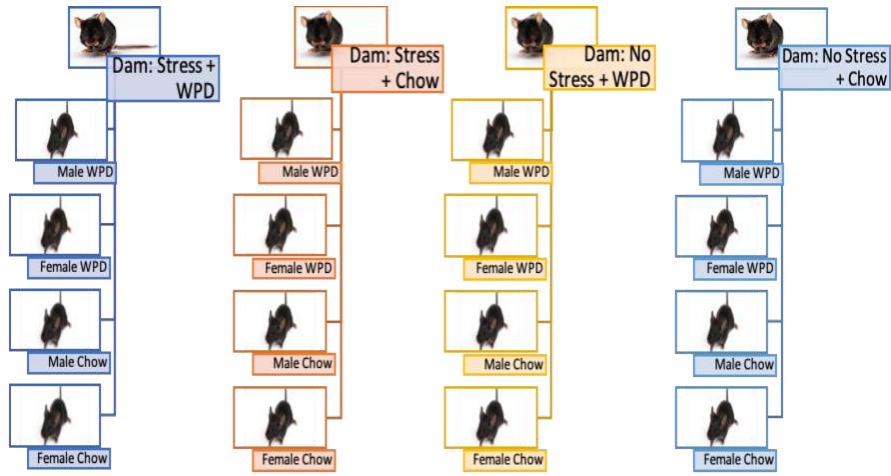 Dam: Stress +
WPD
Male WPD
Female WPD
Male Chow
Female Chow
Dam: Stress
+ Chow
Male WPD
Female WPD
Male Chow
Female Chow
Dam: No
Stress + WPD
Male WPD
Female WPD
Male Chow
Female Chow
Dam: No Stress
+ Chow
Male WPD
Female WPD
Male Chow
Female Chow